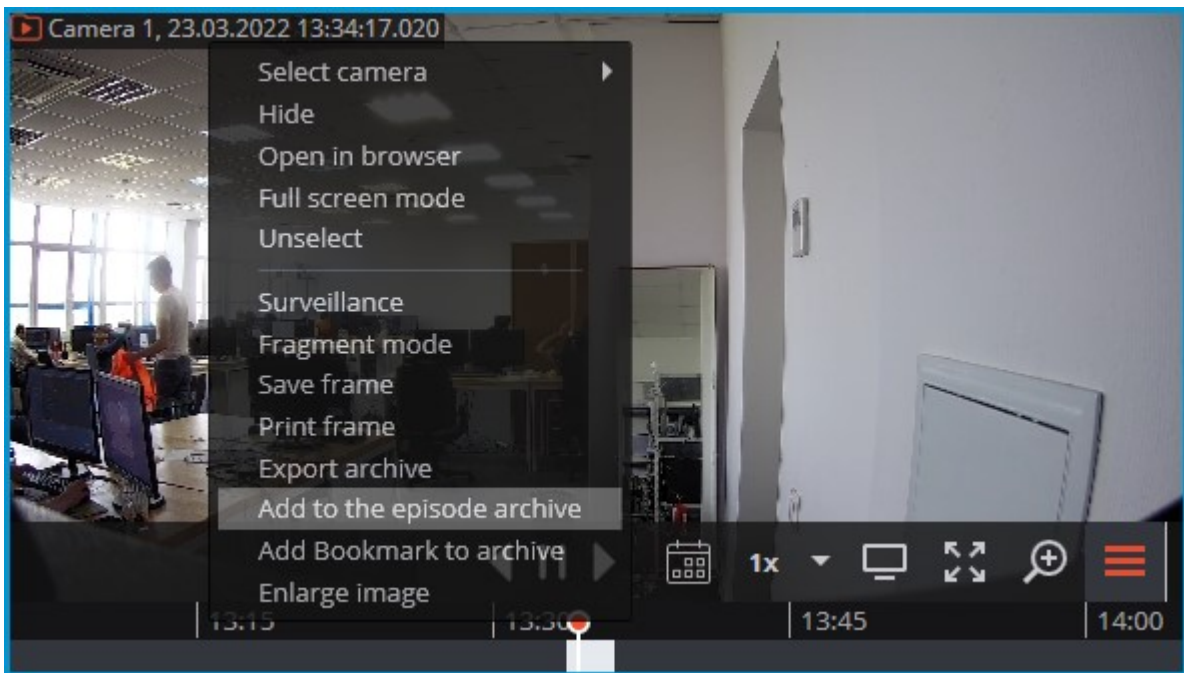 Camera 1, 23.03.2022 13:34:17.020
Select camera
Hide
Open in browser
Full screen mode
Unselect
Surveillance
Fragment mode
Save frame
Print frame
Export archive
Add to the episode archive
Add Bookmark to archive
Enlarge image
1x
13:15 13:30 13:45 14:00